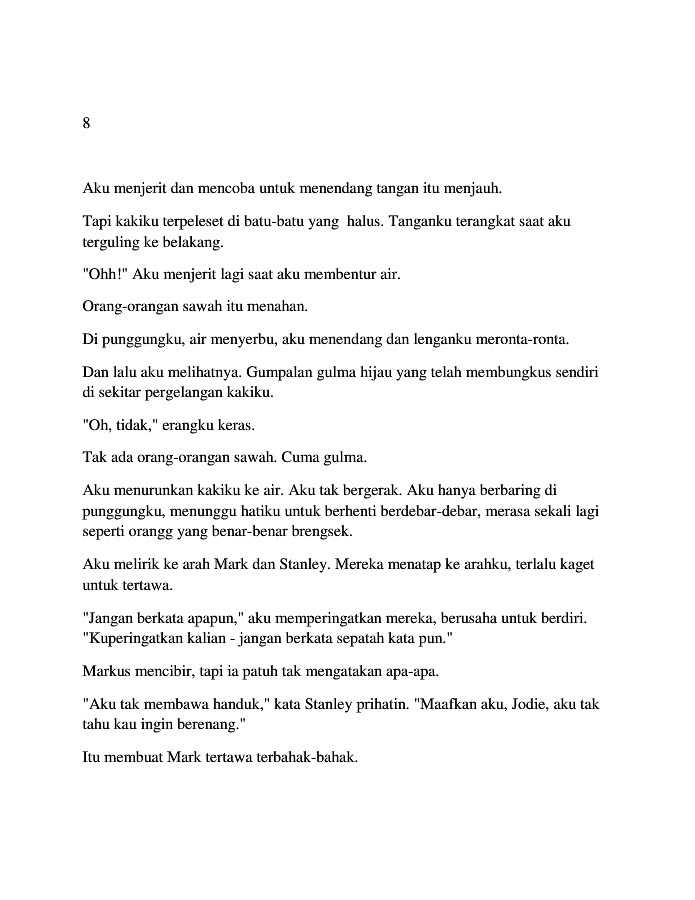 8
Aku menjerit dan mencoba untuk menendang tangan itu menjauh.
Tapi kakiku terpeleset di batu-batu yang  halus. Tanganku terangkat saat aku
terguling ke belakang.
"Ohh!" Aku menjerit lagi saat aku membentur air.
Orang-orangan sawah itu menahan.
Di punggungku, air menyerbu, aku menendang dan lenganku meronta-ronta.
Dan lalu aku melihatnya. Gumpalan gulma hijau yang telah membungkus sendiri
di sekitar pergelangan kakiku.
"Oh, tidak," erangku keras.
Tak ada orang-orangan sawah. Cuma gulma.
Aku menurunkan kakiku ke air. Aku tak bergerak. Aku hanya berbaring di
punggungku, menunggu hatiku untuk berhenti berdebar-debar, merasa sekali lagi
seperti orangg yang benar-benar brengsek.
Aku melirik ke arah Mark dan Stanley. Mereka menatap ke arahku, terlalu kaget
untuk tertawa.
"Jangan berkata apapun," aku memperingatkan mereka, berusaha untuk berdiri.
"Kuperingatkan kalian - jangan berkata sepatah kata pun."
Markus mencibir, tapi ia patuh tak mengatakan apa-apa.
"Aku tak membawa handuk," kata Stanley prihatin. "Maafkan aku, Jodie, aku tak
tahu kau ingin berenang."
Itu membuat Mark tertawa terbahak-bahak.